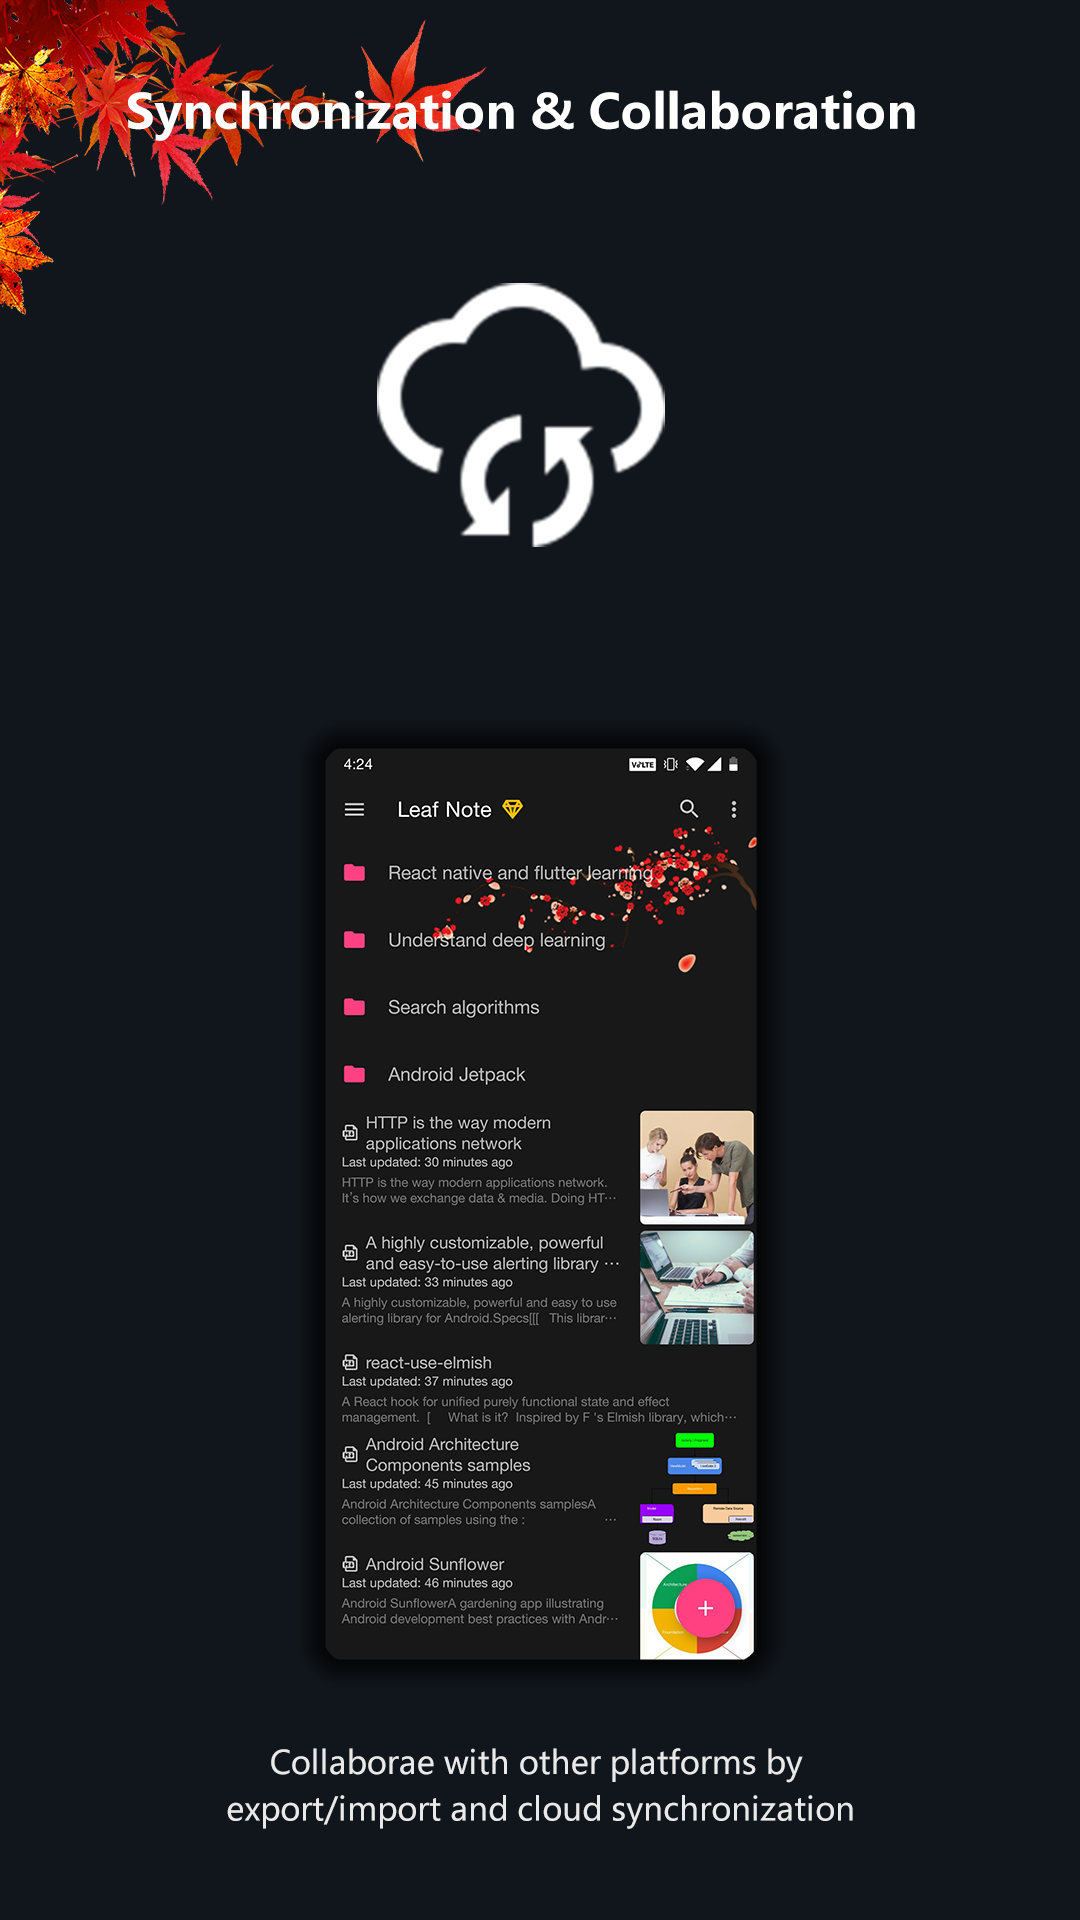 Synchronization & Collaboration
4:24
VoLTE
Leaf Note
React native and flutter learning
Understand deep learning
Search algorithms
Android Jetpack
HTTP is the way modern
applications network
Last updated: 30 minutes ago
HTTP is the way modern applications network.
It's how we exchange data & media. Doing HT···
A highly customizable, powerful
and easy-to-use alerting library ···
Last updated: 33 minutes ago
A highly customizable, powerful and easy to use
alerting library for Android.Specs[[[ This librar···
react-use-elmish
Last updated: 37 minutes ago
A React hook for unified purely functional state and effect
management. [ What is it? Inspired by F 's Elmish library, which···
Android Architecture
Components samples
Last updated: 45 minutes ago
Android Architecture Components samplesA
collection of samples using the : ···
Android Sunflower
Last updated: 46 minutes ago
Architecture
Android SunflowerA gardening app illustrating
Android development best practices with Andr···
Foundation
Collaborae with other platforms by
export/import and cloud synchronization